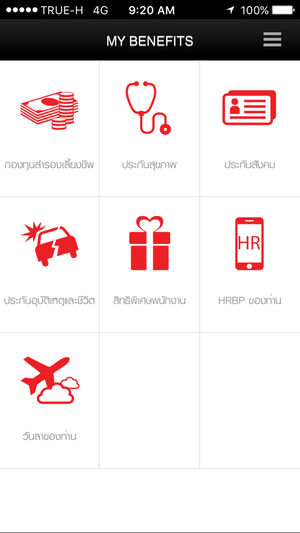 TRUE-H 4G 9:20 AM 100%
MY BENEFITS
กองทุนสำรองเลี้ยงชีพ ประกันสุขภาพ ประกันสังคม
HR
ประกันอุบัติเหตุและชีวิต สิทธิพิเศษพนักงาน HRBP ของท่าน
วันลาของท่าน